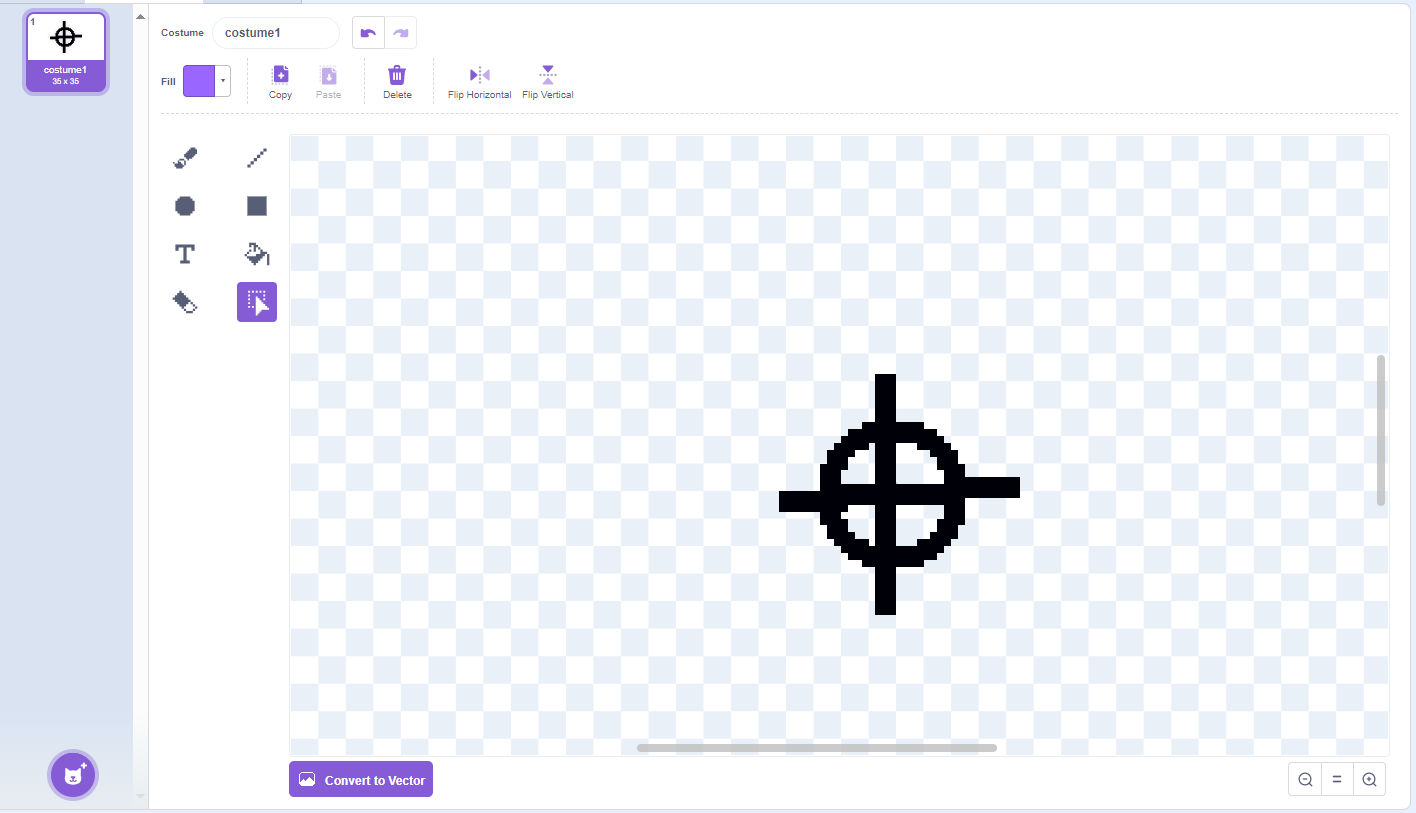 1
costume1
35 x 35
Costume
costume1
Fill
Copy
Paste
Delete
Flip Horizontal
Flip Vertical
T
Convert to Vector